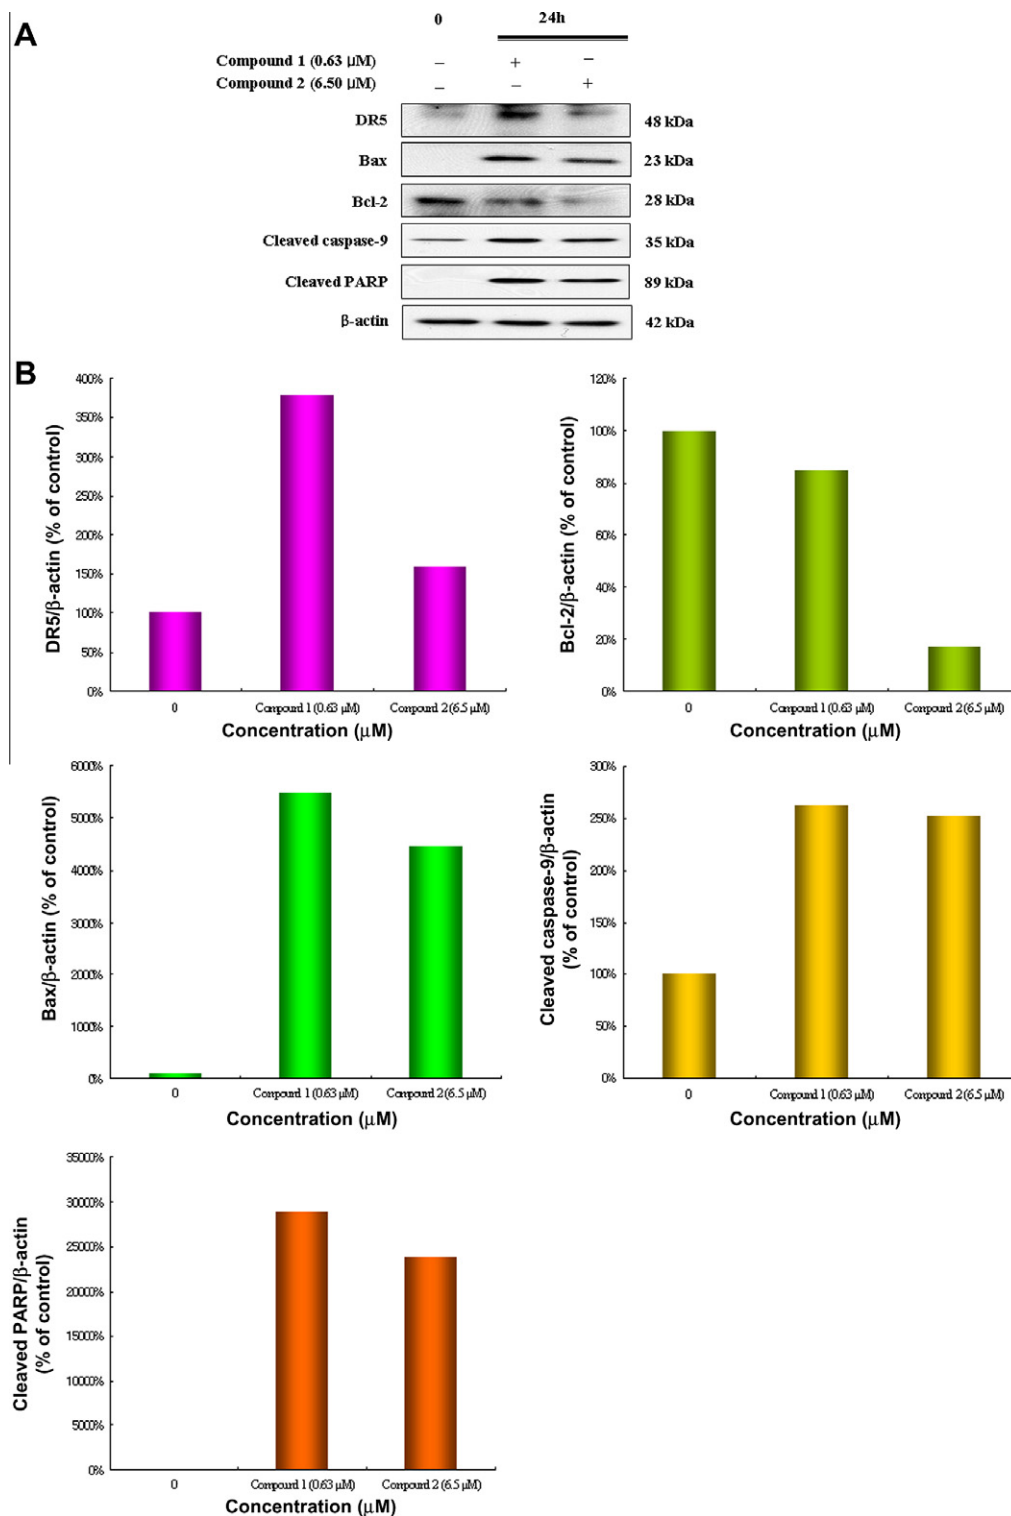 A
0 24h
Compound 1 (0.63 µM) – + –
Compound 2 (6.50 µM) – – +
DR5 48 kDa
Bax 23 kDa
Bcl-2 28 kDa
Cleaved caspase-9 35 kDa
Cleaved PARP 89 kDa
β-actin 42 kDa
B
DR5/β-actin (% of control)
400%
350%
300%
250%
200%
150%
100%
50%
0%
0 Compound 1 (0.63 µM) Compound 2 (6.5 µM)
Concentration (µM)
Bcl-2/β-actin (% of control)
120%
100%
80%
60%
40%
20%
0%
0 Compound 1 (0.63 µM) Compound 2 (6.5 µM)
Concentration (µM)
Bax/β-actin (% of control)
6000%
5000%
4000%
3000%
2000%
1000%
0%
0 Compound 1 (0.63 µM) Compound 2 (6.5 µM)
Concentration (µM)
Cleaved caspase-9/β-actin
(% of control)
300%
250%
200%
150%
100%
50%
0%
0 Compound 1 (0.63 µM) Compound 2 (6.5 µM)
Concentration (µM)
Cleaved PARP/β-actin
(% of control)
35000%
30000%
25000%
20000%
15000%
10000%
5000%
0%
0 Compound 1 (0.63 µM) Compound 2 (6.5 µM)
Concentration (µM)